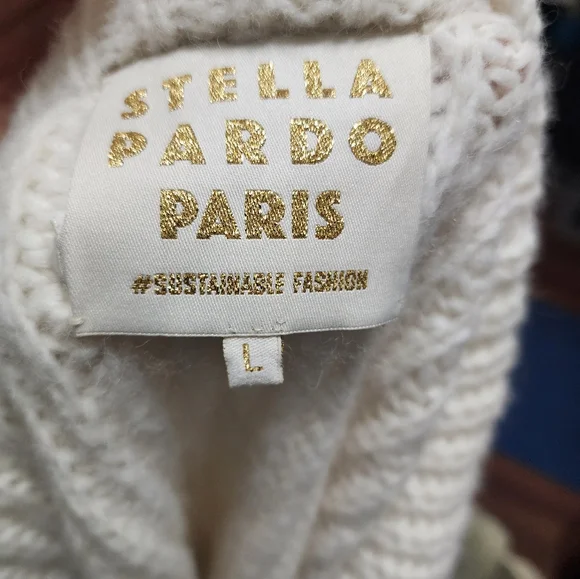 STELLA
PARDO
PARIS
#SUSTAINABLE FASHION
L